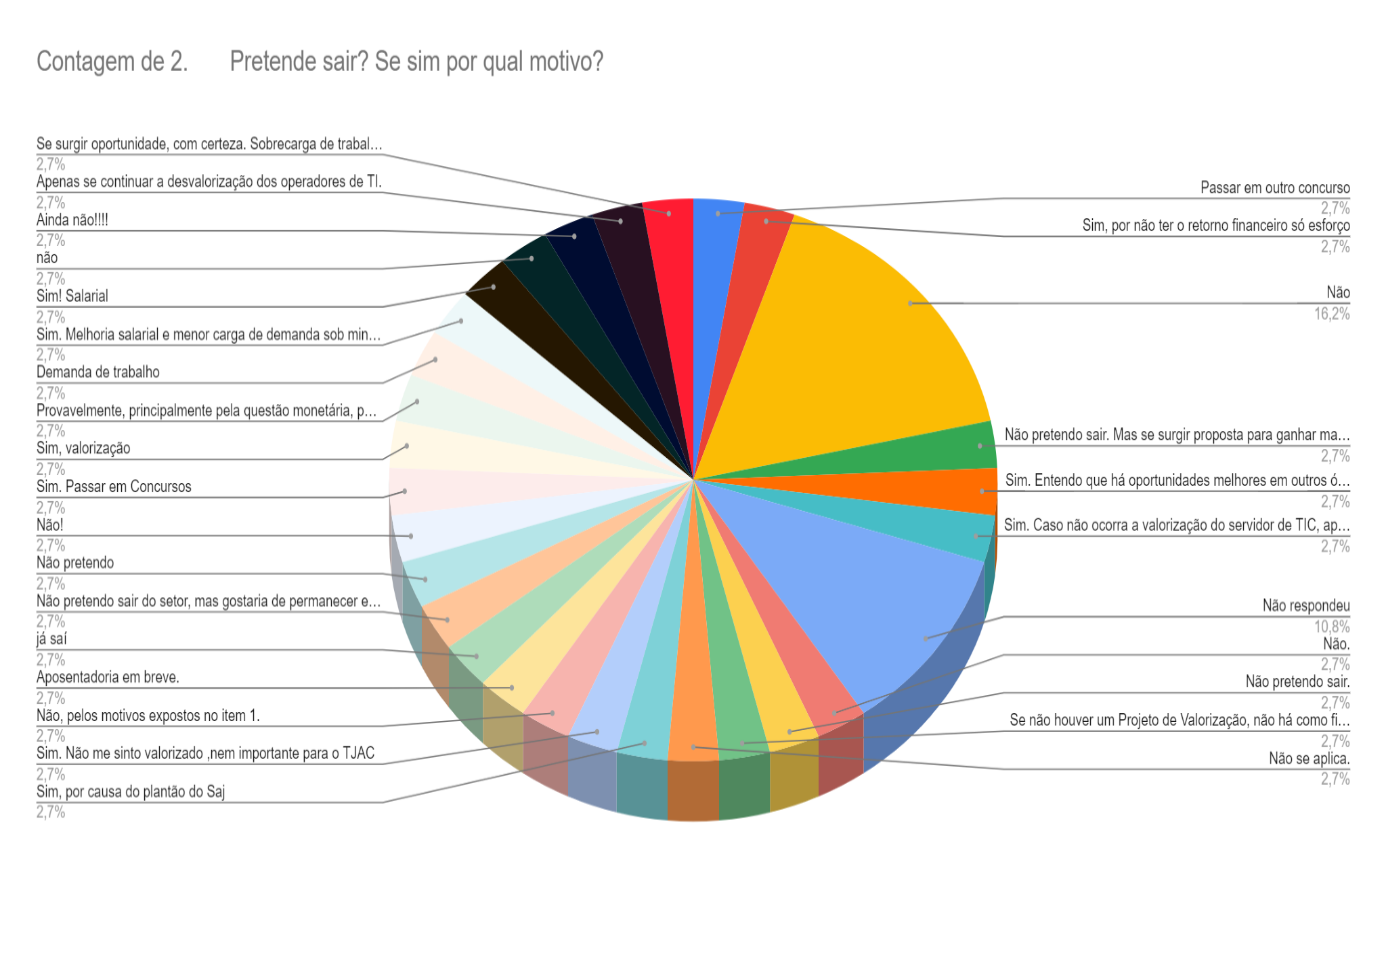 Contagem de 2. Pretende sair? Se sim por qual motivo?
Se surgir oportunidade, com certeza. Sobrecarga de trabal…
2,7%
Apenas se continuar a desvalorização dos operadores de TI.
2,7%
Ainda não!!!!
2,7%
não
2,7%
Sim! Salarial
2,7%
Sim. Melhoria salarial e menor carga de demanda sob min…
2,7%
Demanda de trabalho
2,7%
Provavelmente, principalmente pela questão monetária, p…
2,7%
Sim, valorização
2,7%
Sim. Passar em Concursos
2,7%
Não!
2,7%
Não pretendo
2,7%
Não pretendo sair do setor, mas gostaria de permanecer e…
2,7%
já saí
2,7%
Aposentadoria em breve.
2,7%
Não, pelos motivos expostos no item 1.
2,7%
Sim. Não me sinto valorizado ,nem importante para o TJAC
2,7%
Sim, por causa do plantão do Saj
2,7%
Passar em outro concurso
2,7%
Sim, por não ter o retorno financeiro só esforço
2,7%
Não
16,2%
Não pretendo sair. Mas se surgir proposta para ganhar ma…
2,7%
Sim. Entendo que há oportunidades melhores em outros ó…
2,7%
Sim. Caso não ocorra a valorização do servidor de TIC, ap…
2,7%
Não respondeu
10,8%
Não.
2,7%
Não pretendo sair.
2,7%
Se não houver um Projeto de Valorização, não há como fi…
2,7%
Não se aplica.
2,7%